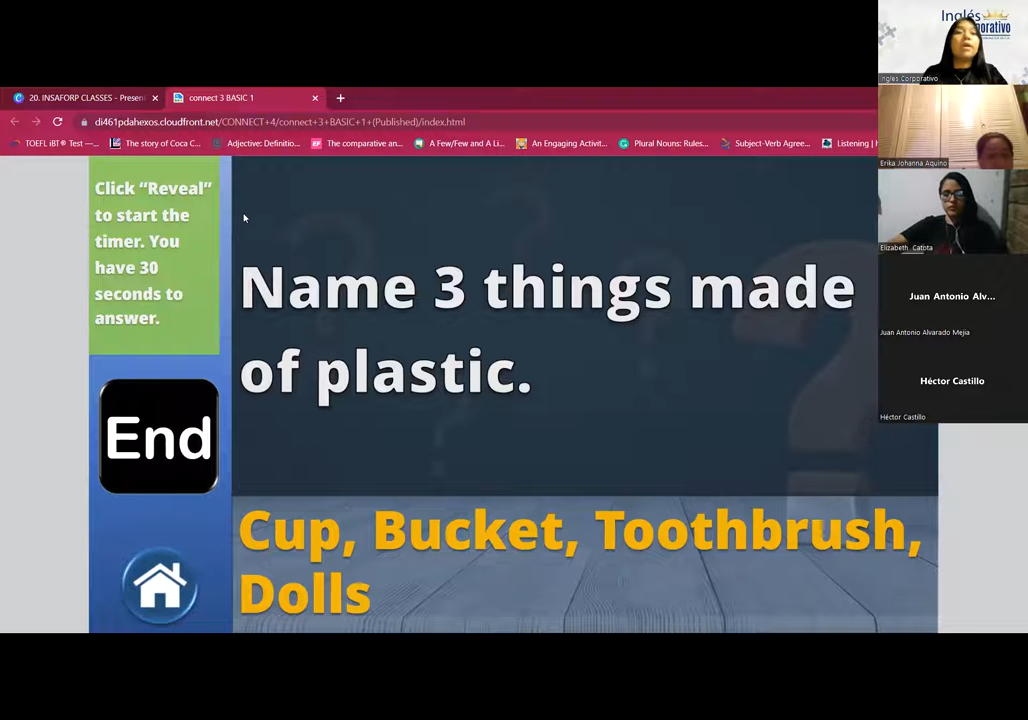 Inglés
porativo
Ingles Corporativo
20. INSAFORP CLASSES - Present
connect 3 BASIC 1
di461pdahexos.cloudfront.net/CONNECT+4/connect+3+BASIC+1+(Published)/index.html
TOEFL iBT® Test —...
The story of Coca C...
Adjective: Definitio...
The comparative an...
A Few/Few and A Li...
An Engaging Activit...
Plural Nouns: Rules...
Subject-Verb Agree...
Listening |
Erika Johanna Aquino
Click “Reveal”
to start the
timer. You
have 30
seconds to
answer.
Name 3 things made
of plastic.
Elizabeth Catota
Juan Antonio Alv...
Juan Antonio Alvarado Mejia
Héctor Castillo
Héctor Castillo
End
Cup, Bucket, Toothbrush,
Dolls